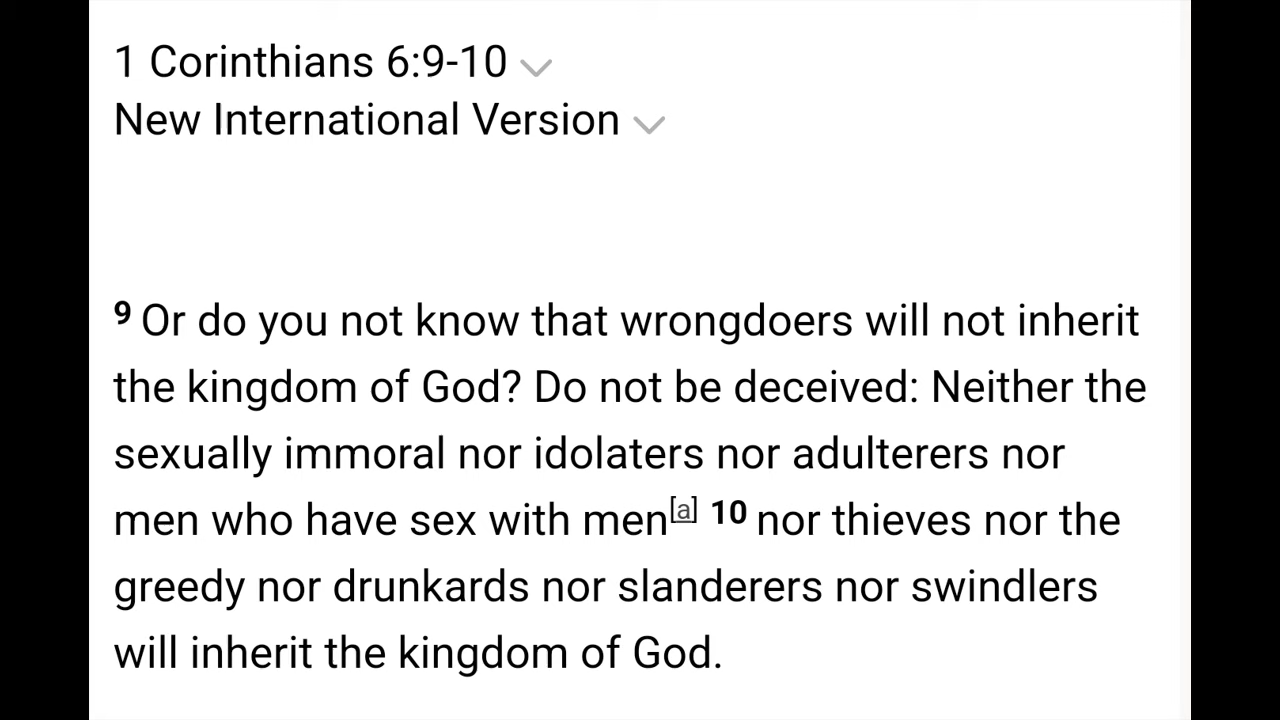 1 Corinthians 6:9-10
New International Version
9 Or do you not know that wrongdoers will not inherit
the kingdom of God? Do not be deceived: Neither the
sexually immoral nor idolaters nor adulterers nor
men who have sex with men[a] 10 nor thieves nor the
greedy nor drunkards nor slanderers nor swindlers
will inherit the kingdom of God.